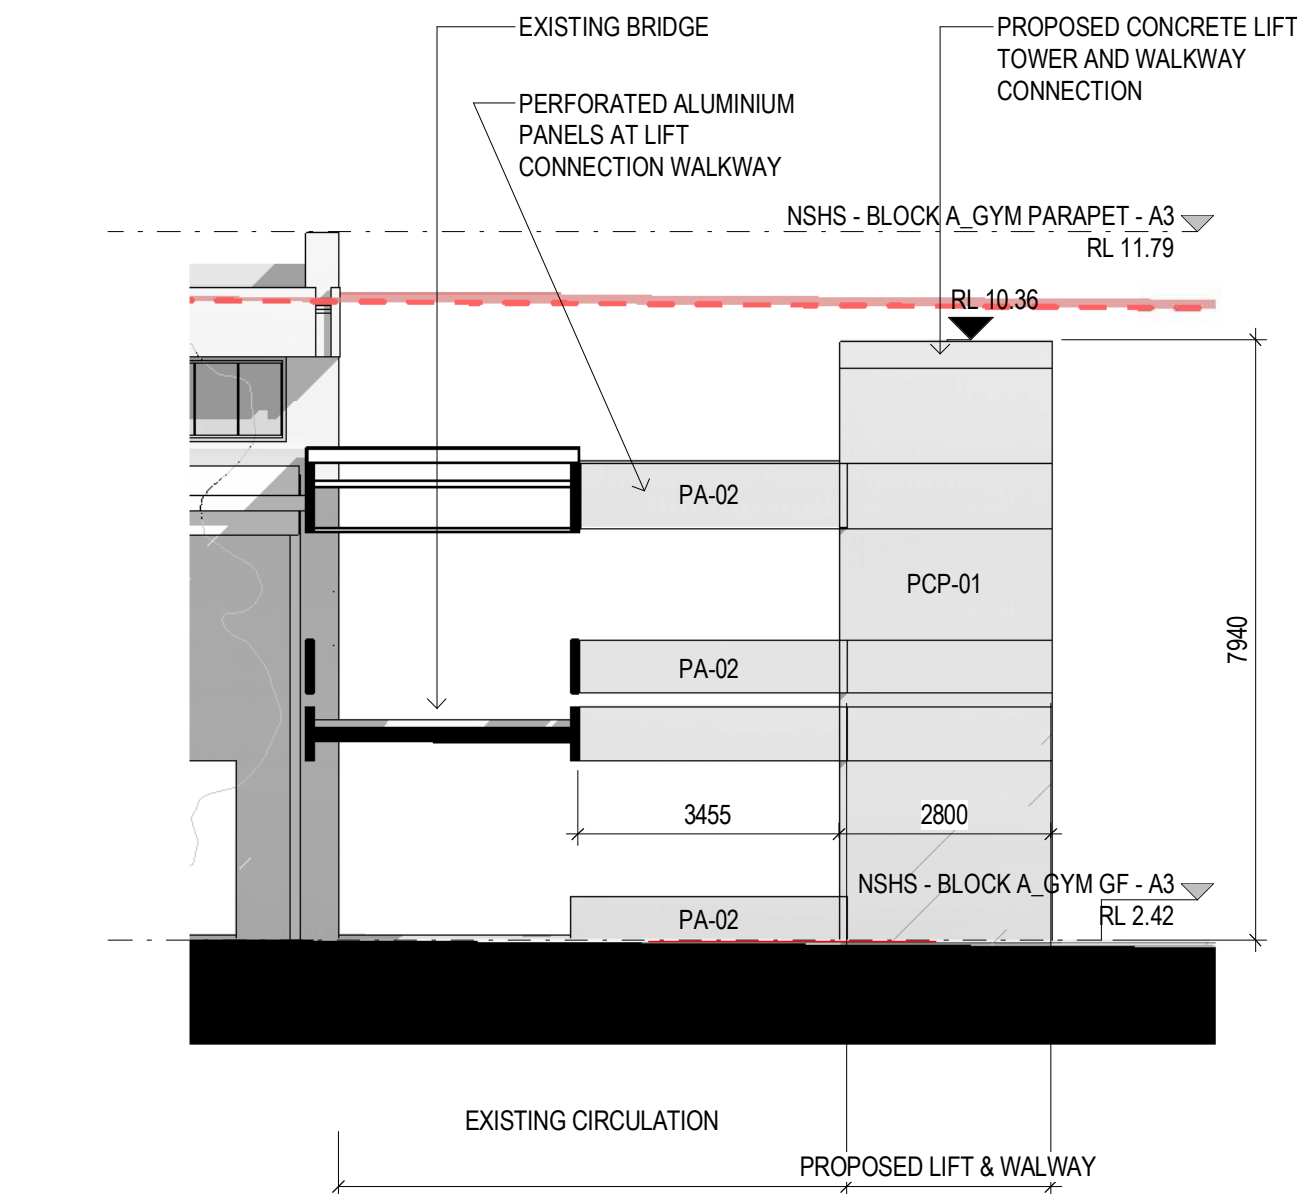 EXISTING BRIDGE
PROPOSED CONCRETE LIFT
TOWER AND WALKWAY
CONNECTION
PERFORATED ALUMINIUM
PANELS AT LIFT
CONNECTION WALKWAY
NSHS - BLOCK A_GYM PARAPET - A3
RL 11.79
RL 10.36
PA-02
PCP-01
7940
PA-02
3455
2800
NSHS - BLOCK A_GYM GF - A3
RL 2.42
PA-02
EXISTING CIRCULATION
PROPOSED LIFT & WALWAY